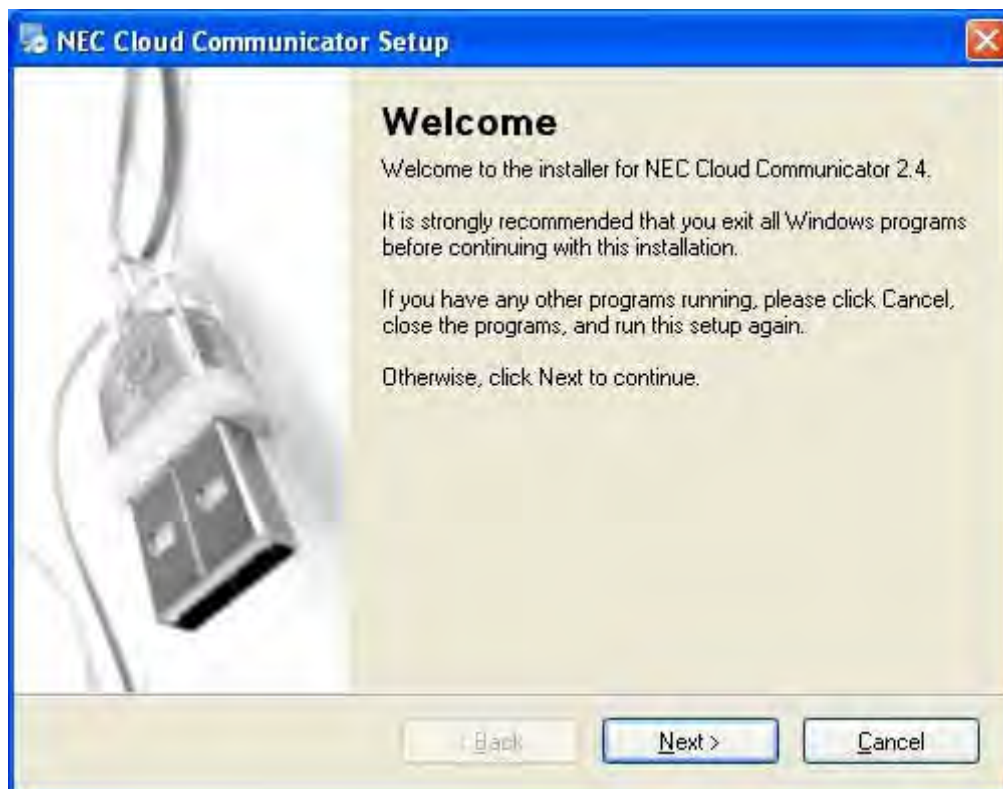 NEC Cloud Communicator Setup
Welcome
Welcome to the installer for NEC Cloud Communicator 2.4.
It is strongly recommended that you exit all Windows programs
before continuing with this installation.
If you have any other programs running, please click Cancel,
close the programs, and run this setup again.
Otherwise, click Next to continue.
< Back
Next >
Cancel